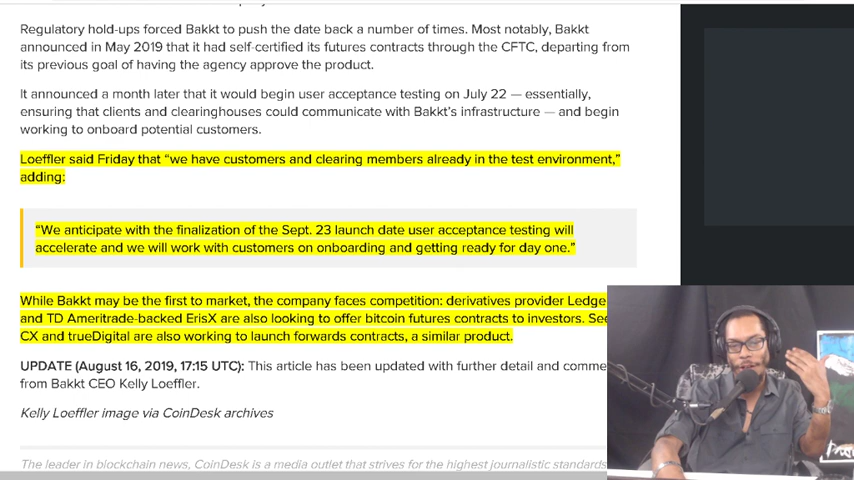 Regulatory hold-ups forced Bakkt to push the date back a number of times. Most notably, Bakkt
announced in May 2019 that it had self-certified its futures contracts through the CFTC, departing from
its previous goal of having the agency approve the product.
It announced a month later that it would begin user acceptance testing on July 22 — essentially,
ensuring that clients and clearinghouses could communicate with Bakkt's infrastructure — and begin
working to onboard potential customers.
Loeffler said Friday that “we have customers and clearing members already in the test environment,”
adding:
“We anticipate with the finalization of the Sept. 23 launch date user acceptance testing will
accelerate and we will work with customers on onboarding and getting ready for day one.”
While Bakkt may be the first to market, the company faces competition: derivatives provider Ledge
and TD Ameritrade-backed ErisX are also looking to offer bitcoin futures contracts to investors. See
CX and trueDigital are also working to launch forwards contracts, a similar product.
UPDATE (August 16, 2019, 17:15 UTC): This article has been updated with further detail and comme
from Bakkt CEO Kelly Loeffler.
Kelly Loeffler image via CoinDesk archives
The leader in blockchain news, CoinDesk is a media outlet that strives for the highest journalistic standards